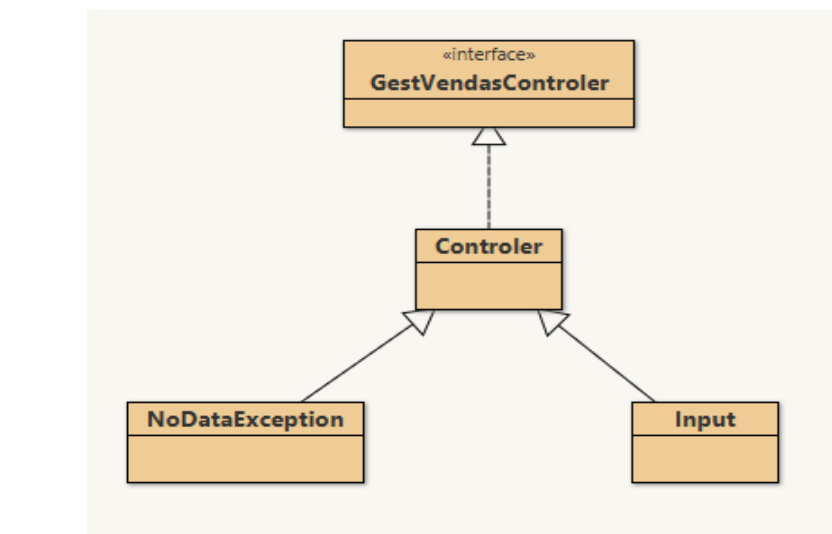 «interface»
GestVendasControler
Controler
NoDataException
Input